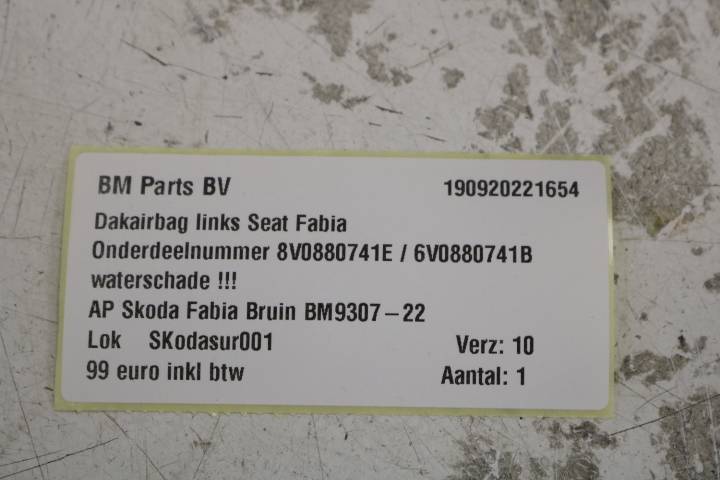 BM Parts BV 190920221654
Dakairbag links Seat Fabia
Onderdeelnummer 8V0880741E / 6V0880741B
waterschade !!!
AP Skoda Fabia Bruin BM9307-22
Lok SKodasur001 Verz: 10
99 euro inkl btw Aantal: 1